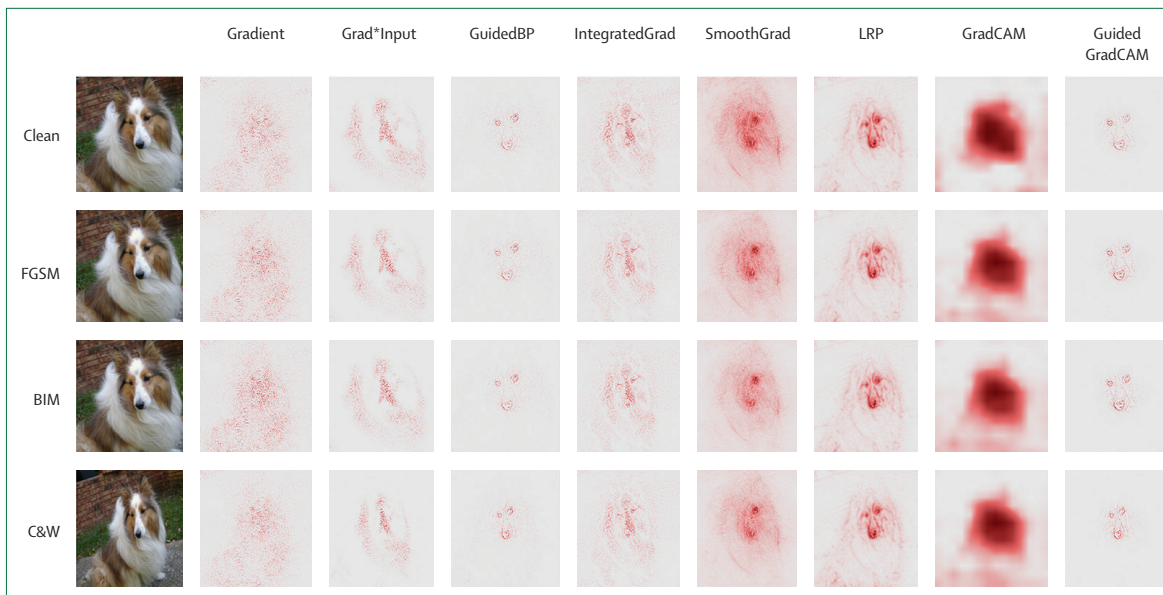 Gradient Grad*Input GuidedBP IntegratedGrad SmoothGrad LRP GradCAM Guided
GradCAM
Clean
FGSM
BIM
C&W